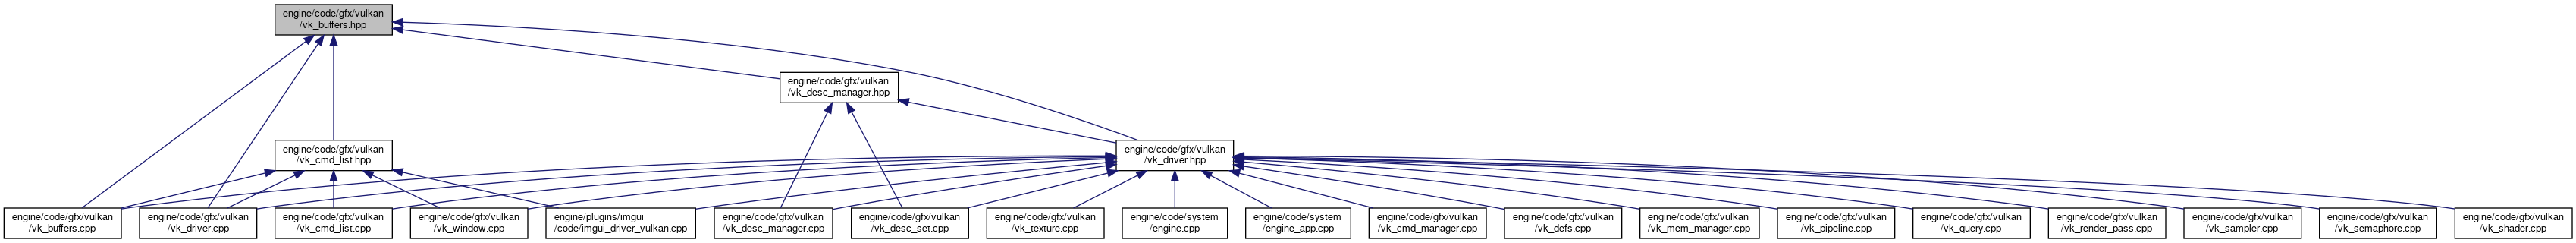 engine/code/gfx/vulkan
/vk_buffers.hpp
engine/code/gfx/vulkan
/vk_desc_manager.hpp
engine/code/gfx/vulkan
/vk_cmd_list.hpp
engine/code/gfx/vulkan
/vk_driver.hpp
engine/code/gfx/vulkan
/vk_buffers.cpp
engine/code/gfx/vulkan
/vk_driver.cpp
engine/code/gfx/vulkan
/vk_cmd_list.cpp
engine/code/gfx/vulkan
/vk_window.cpp
engine/plugins/imgui
/code/imgui_driver_vulkan.cpp
engine/code/gfx/vulkan
/vk_desc_manager.cpp
engine/code/gfx/vulkan
/vk_desc_set.cpp
engine/code/gfx/vulkan
/vk_texture.cpp
engine/code/system
/engine.cpp
engine/code/system
/engine_app.cpp
engine/code/gfx/vulkan
/vk_cmd_manager.cpp
engine/code/gfx/vulkan
/vk_defs.cpp
engine/code/gfx/vulkan
/vk_mem_manager.cpp
engine/code/gfx/vulkan
/vk_pipeline.cpp
engine/code/gfx/vulkan
/vk_query.cpp
engine/code/gfx/vulkan
/vk_render_pass.cpp
engine/code/gfx/vulkan
/vk_sampler.cpp
engine/code/gfx/vulkan
/vk_semaphore.cpp
engine/code/gfx/vulkan
/vk_shader.cpp